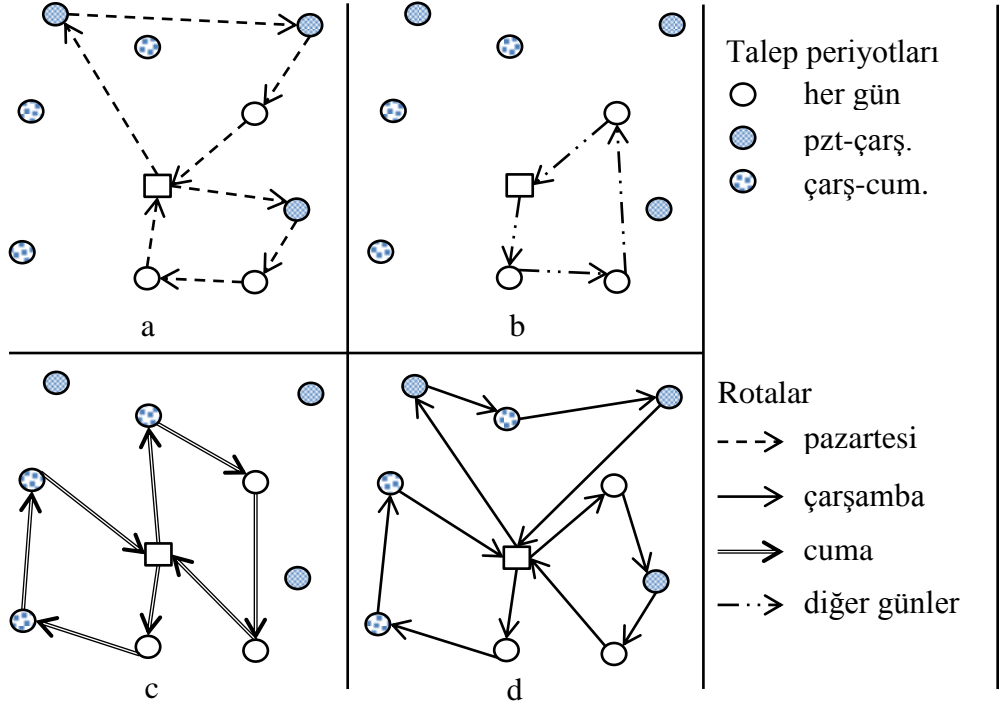 a
b
c
d
Talep periyotları
her gün
pzt-çarş.
çarş-cum.
Rotalar
pazartesi
çarşamba
cuma
diğer günler